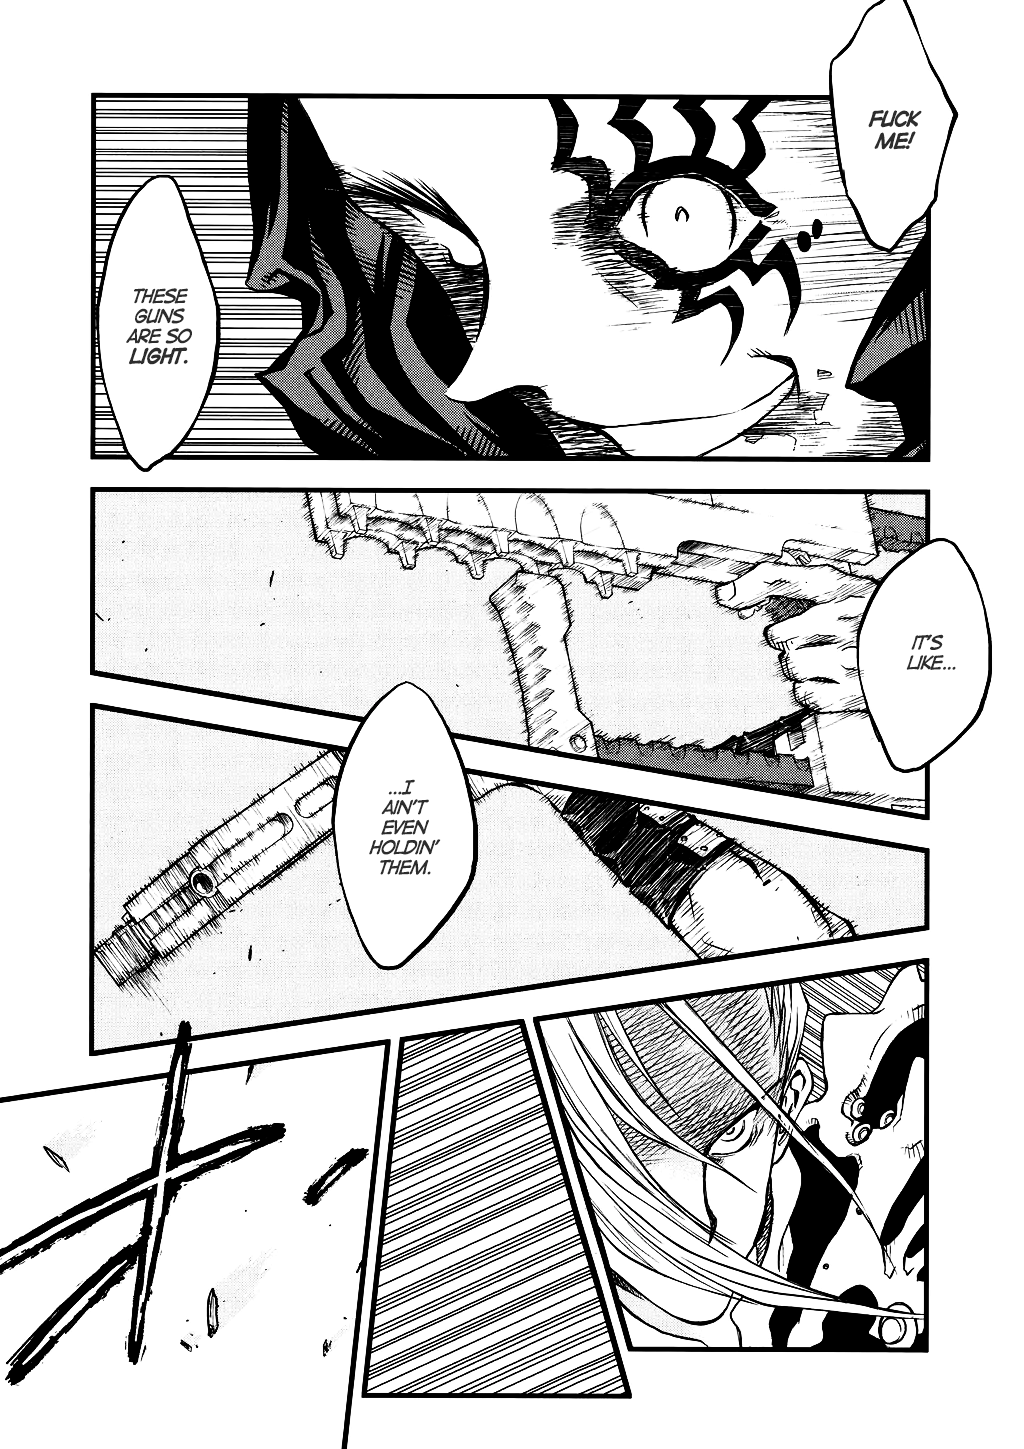 FUCK
ME!
THESE
GUNS
ARE SO
LIGHT.
IT'S
LIKE...
...I
AIN'T
EVEN
HOLDIN'
THEM.